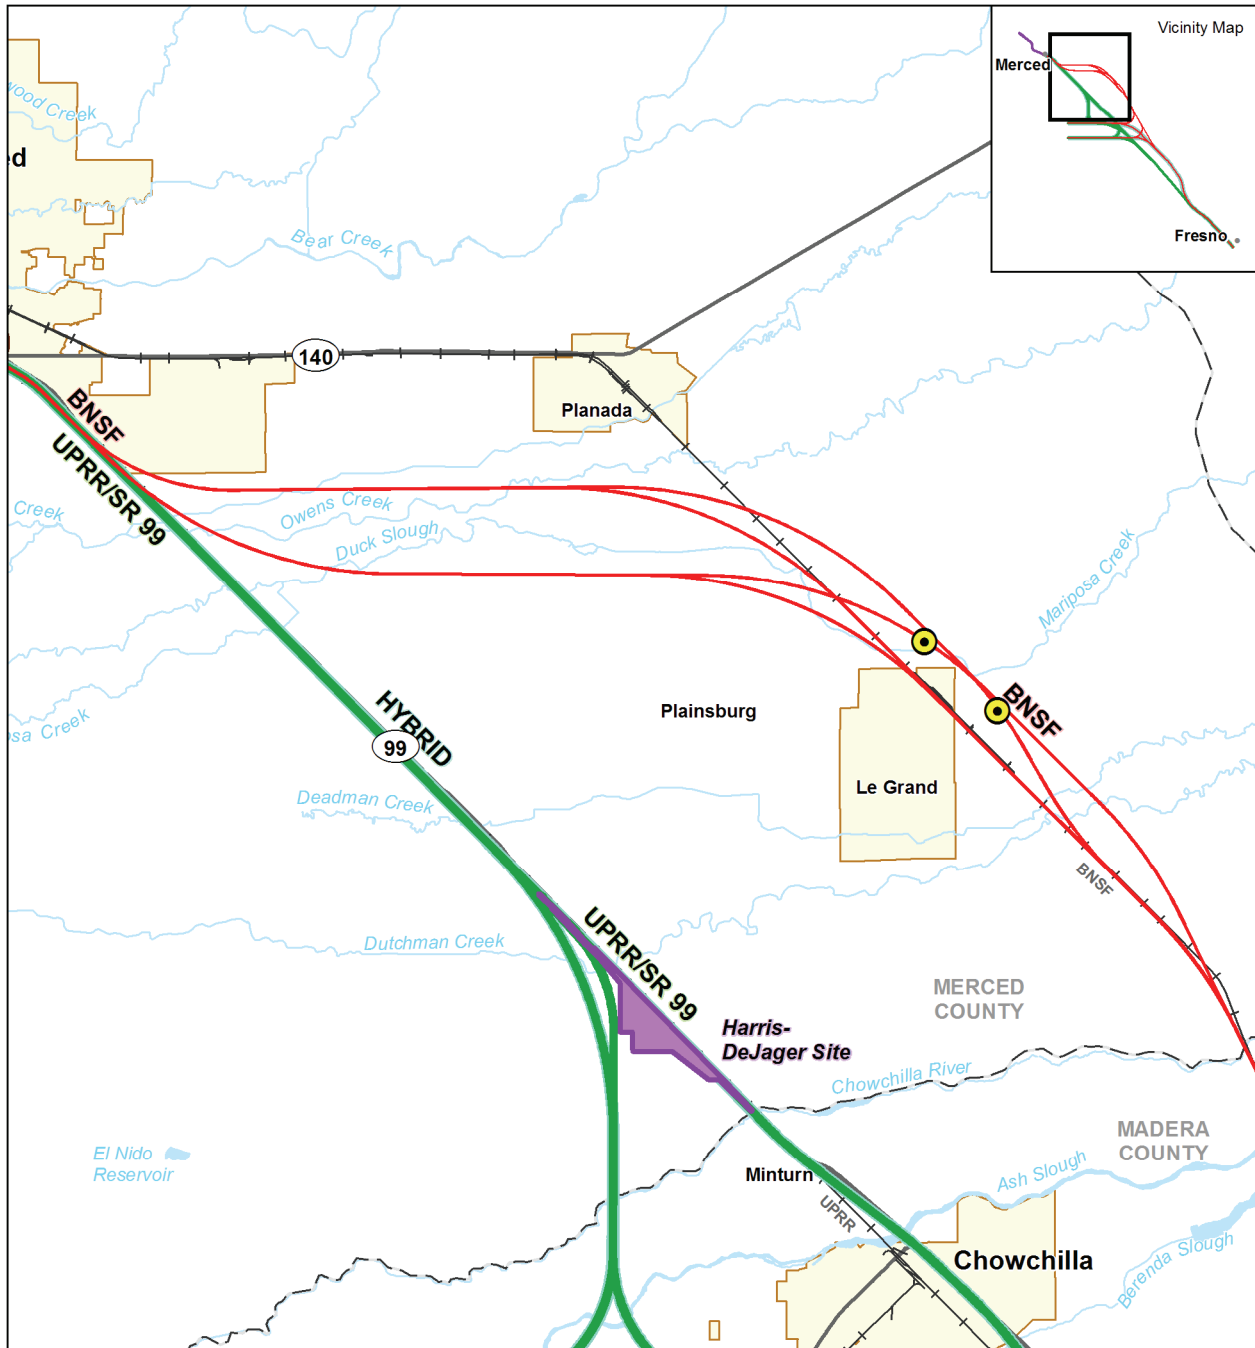 Vicinity Map
Merced
Fresno
wood Creek
ed
Bear Creek
140
Planada
BNSF
UPRR/SR 99
Creek
Owens Creek
Duck Slough
Mariposa Creek
BNSF
Plainsburg
HYBRID
99
osa Creek
Le Grand
Deadman Creek
BNSF
UPRR/SR 99
Dutchman Creek
MERCED
COUNTY
Harris-
DeJager Site
Chowchilla River
MADERA
COUNTY
El Nido
Reservoir
Minturn
Ash Slough
UPRR
Chowchilla
Berenda Slough